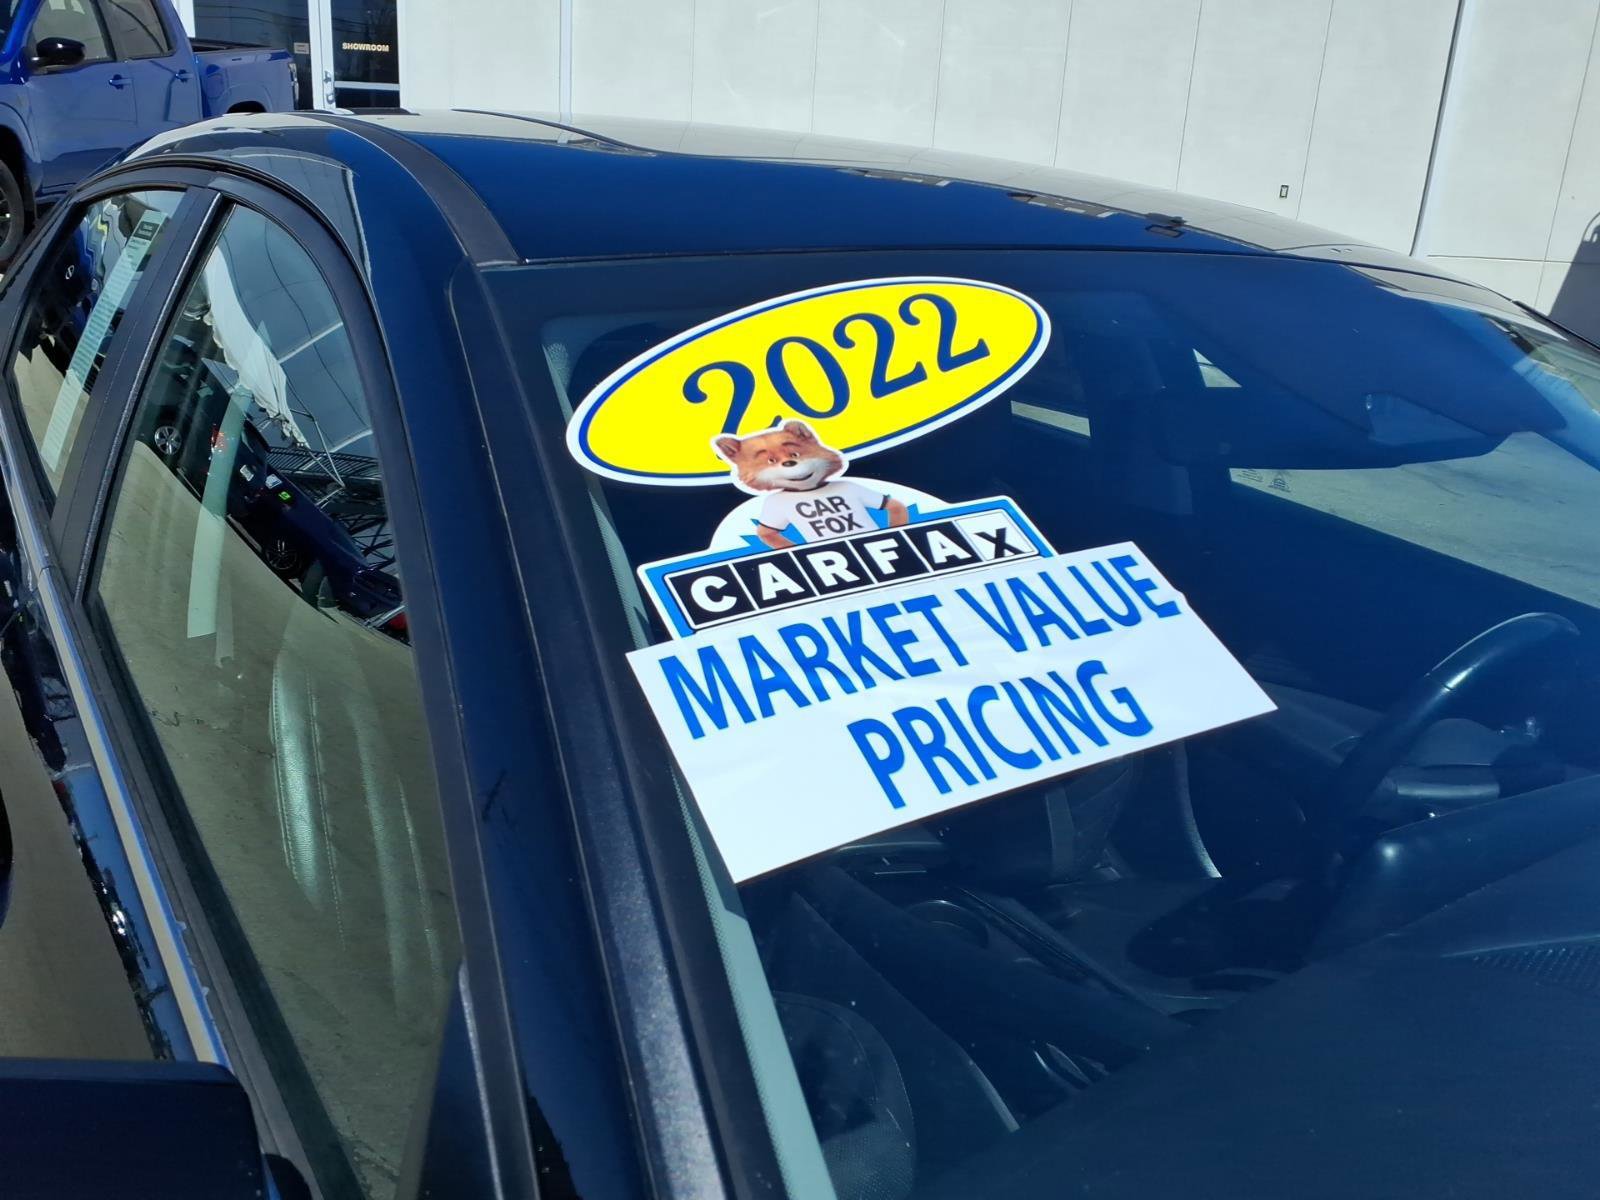 SHOWROOM
2022
CAR
FOX
CARFAX
MARKET VALUE
PRICING